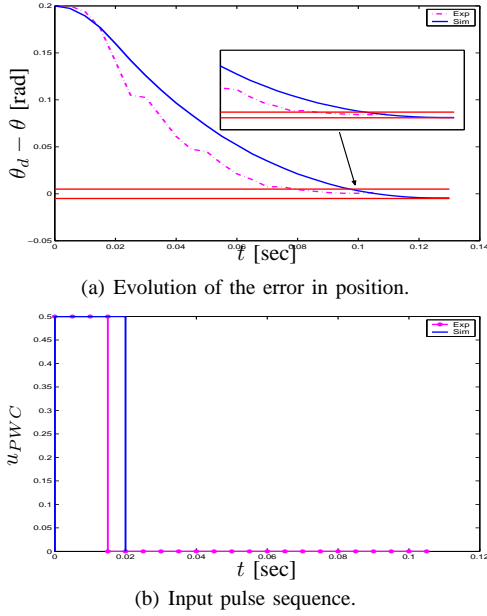 0.2
0.15
0.1
0.05
0
−0.05
θ_d − θ [rad]
Exp
Sim
0 0.02 0.04 0.06 0.08 0.1 0.12 0.14
t [sec]
(a) Evolution of the error in position.
0.5
0.45
0.4
0.35
0.3
0.25
0.2
0.15
0.1
0.05
0
u_PWC
Exp
Sim
0 0.02 0.04 0.06 0.08 0.1 0.12 0.14
t [sec]
(b) Input pulse sequence.